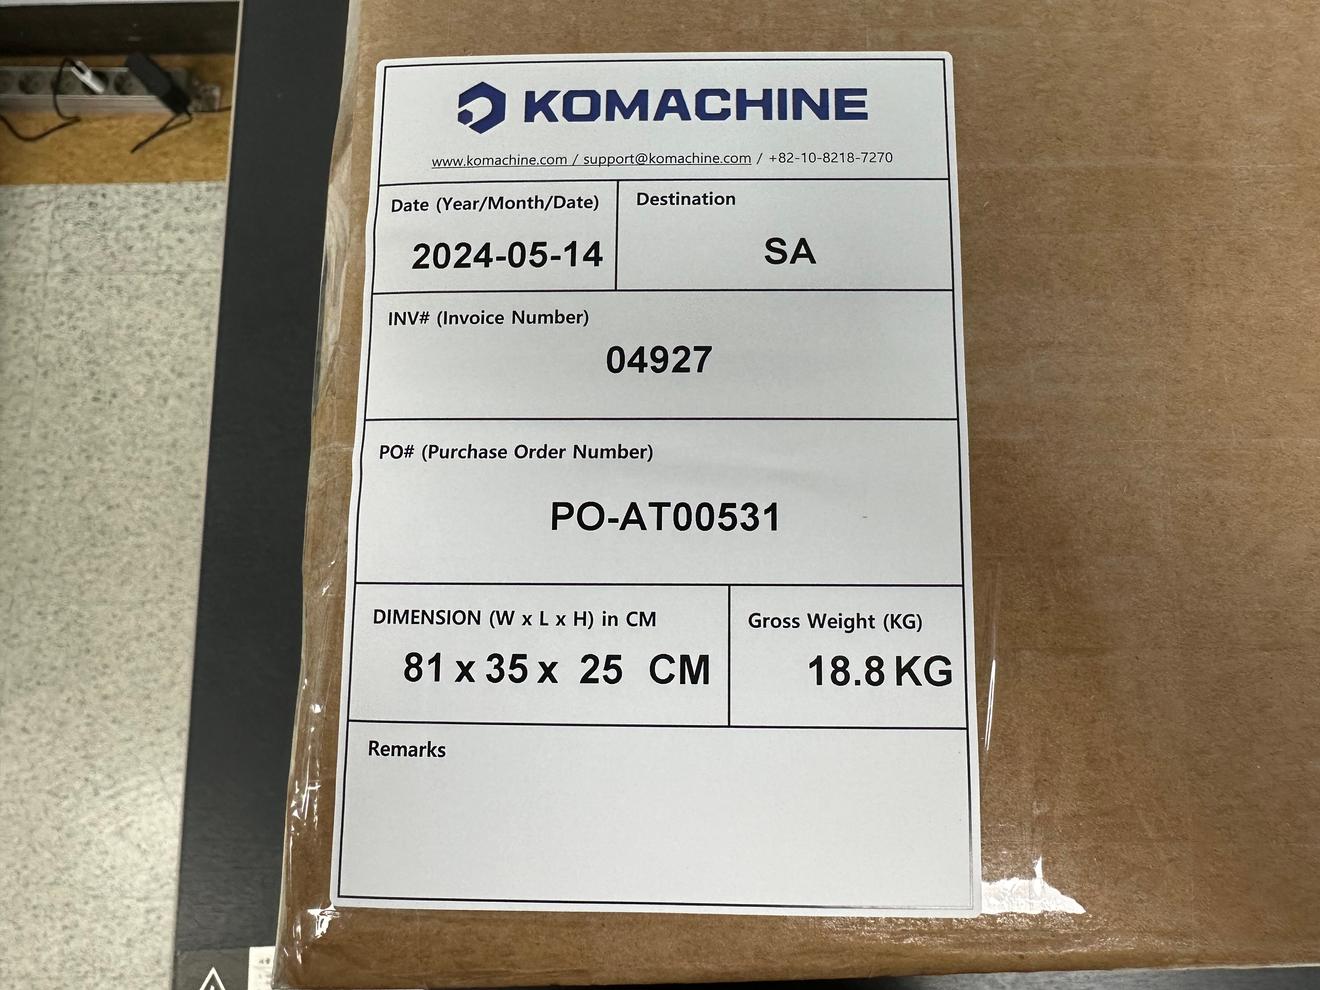 KOMACHINE
www.komachine.com / support@komachine.com / +82-10-8218-7270
Date (Year/Month/Date)
2024-05-14
Destination
SA
INV# (Invoice Number)
04927
PO# (Purchase Order Number)
PO-AT00531
DIMENSION (W x L x H) in CM
81 x 35 x 25 CM
Gross Weight (KG)
18.8 KG
Remarks